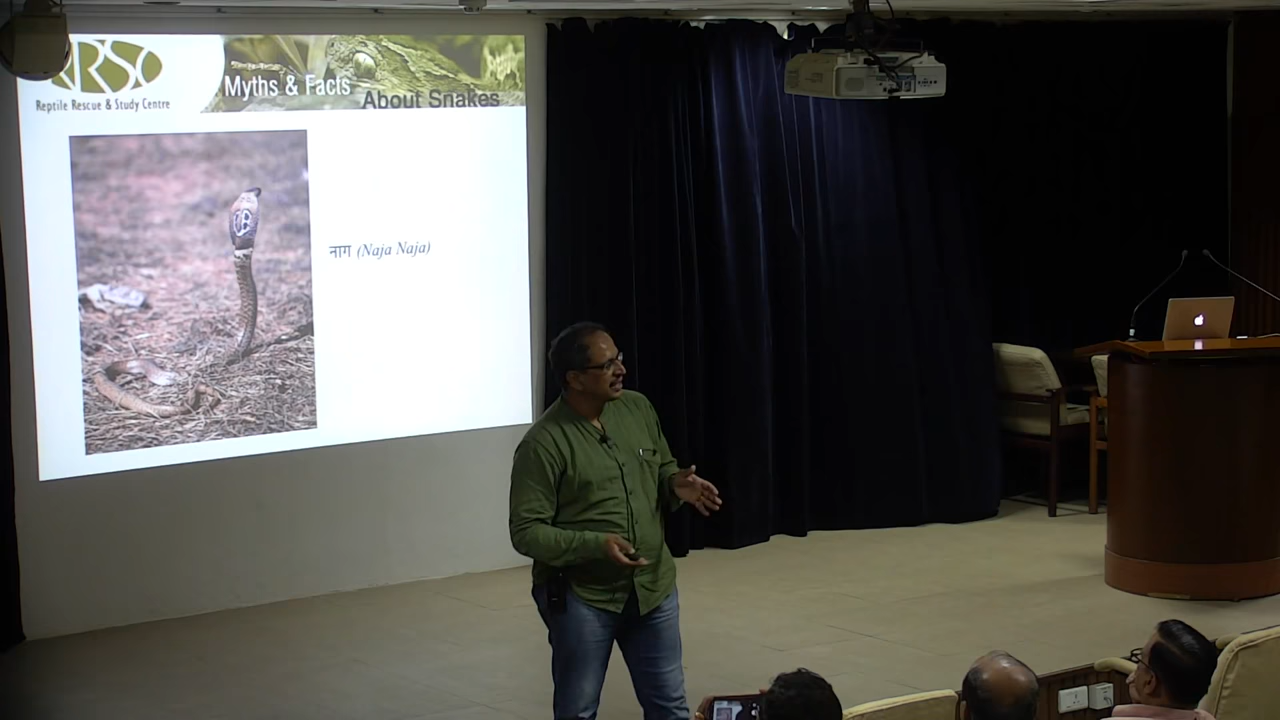 RRSC
Reptile Rescue & Study Centre
Myths & Facts
About Snakes
नाग (Naja Naja)